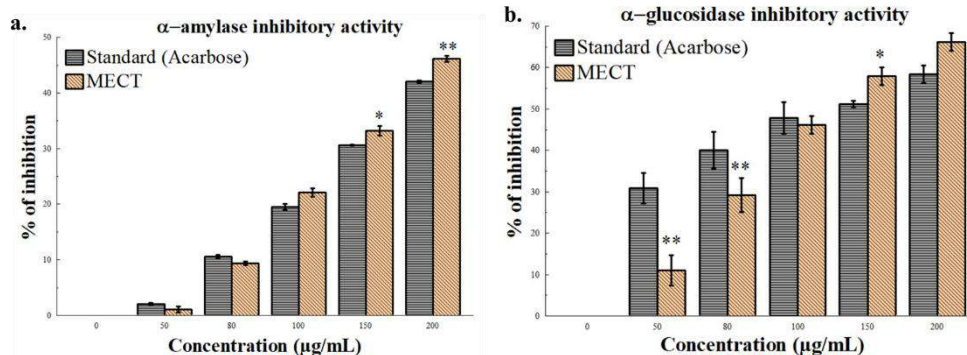 a.
α−amylase inhibitory activity
Standard (Acarbose)
MECT
**
*
50
40
30
20
10
0
% of inhibition
0 50 80 100 150 200
Concentration (µg/mL)
b.
α−glucosidase inhibitory activity
Standard (Acarbose)
MECT
*
**
**
70
60
50
40
30
20
10
0
% of inhibition
0 50 80 100 150 200
Concentration (µg/mL)